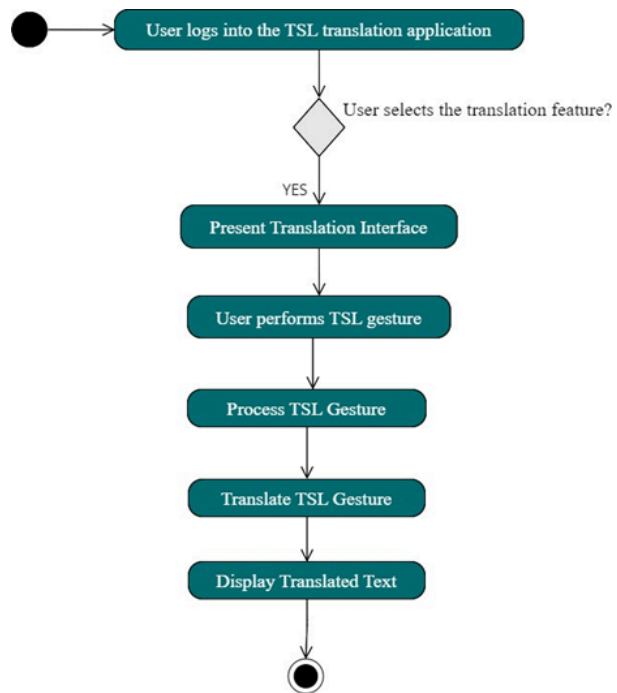 User logs into the TSL translation application
User selects the translation feature?
YES
Present Translation Interface
User performs TSL gesture
Process TSL Gesture
Translate TSL Gesture
Display Translated Text